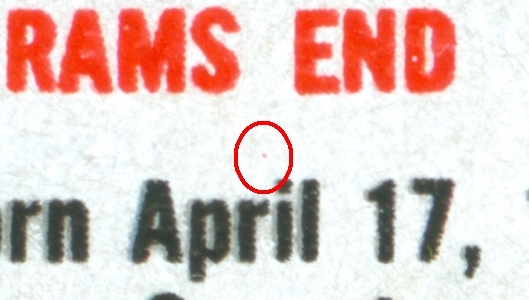 RAMS END
rn April 17,